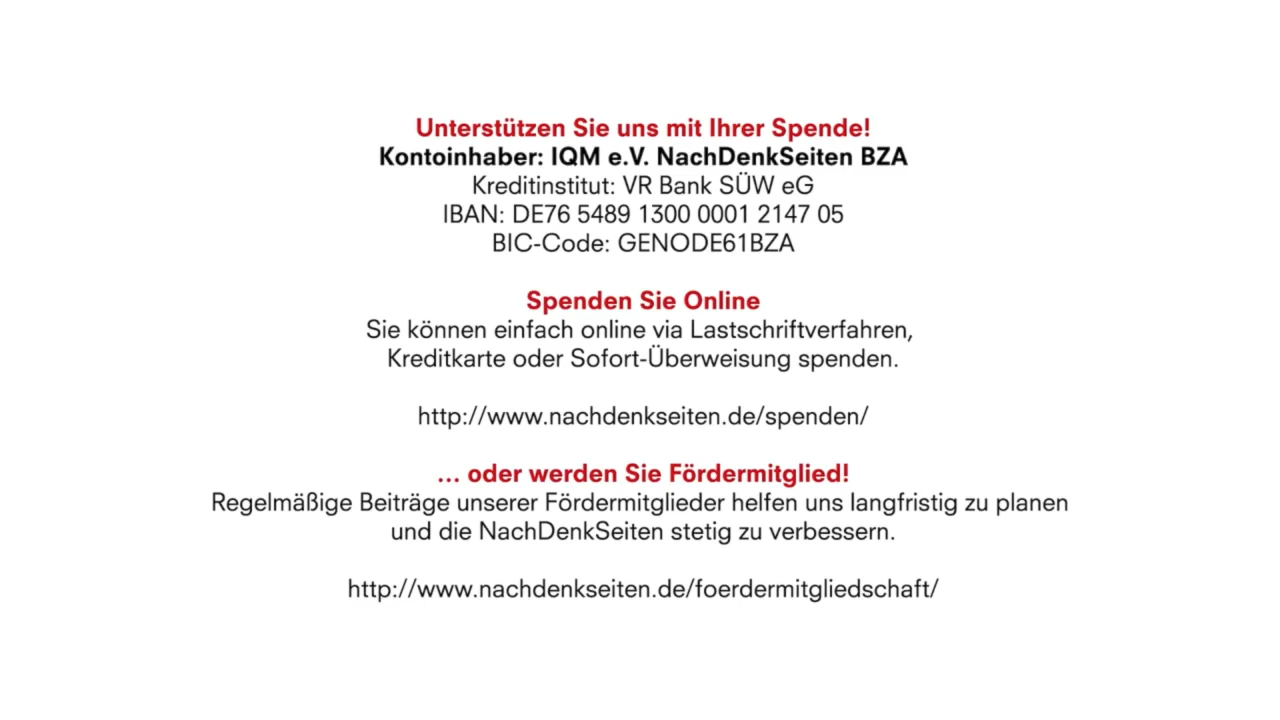 Unterstützen Sie uns mit Ihrer Spende!
Kontoinhaber: IQM e.V. NachDenkSeiten BZA
Kreditinstitut: VR Bank SÜW eG
IBAN: DE76 5489 1300 0001 2147 05
BIC-Code: GENODE61BZA
Spenden Sie Online
Sie können einfach online via Lastschriftverfahren,
Kreditkarte oder Sofort-Überweisung spenden.
http://www.nachdenkseiten.de/spenden/
... oder werden Sie Fördermitglied!
Regelmäßige Beiträge unserer Fördermitglieder helfen uns langfristig zu planen
und die NachDenkSeiten stetig zu verbessern.
http://www.nachdenkseiten.de/foerdermitgliedschaft/